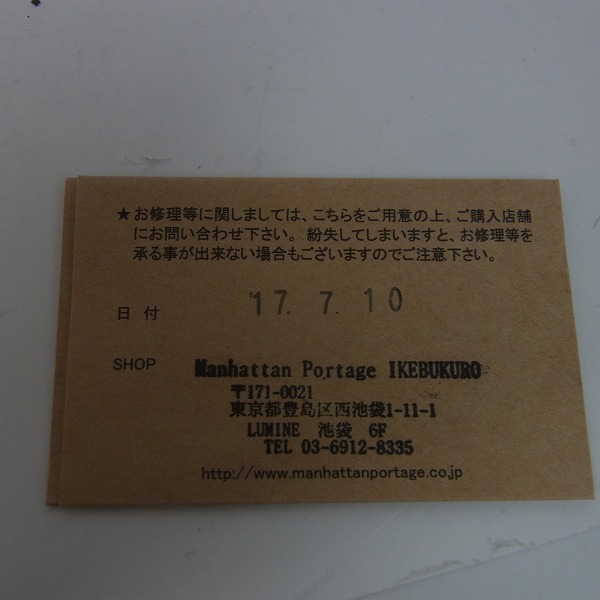 ★お修理等に関しましては、こちらをご用意の上、ご購入店舗
にお問い合わせ下さい。紛失してしまいますと、お修理等を
承る事が出来ない場合もございますのでご注意下さい。
日 付 '17. 7. 10
SHOP Manhattan Portage IKEBUKURO
〒171-0021
東京都豊島区西池袋1-11-1
LUMINE 池袋 6F
TEL 03-6912-8335
http://www.manhattanportage.co.jp